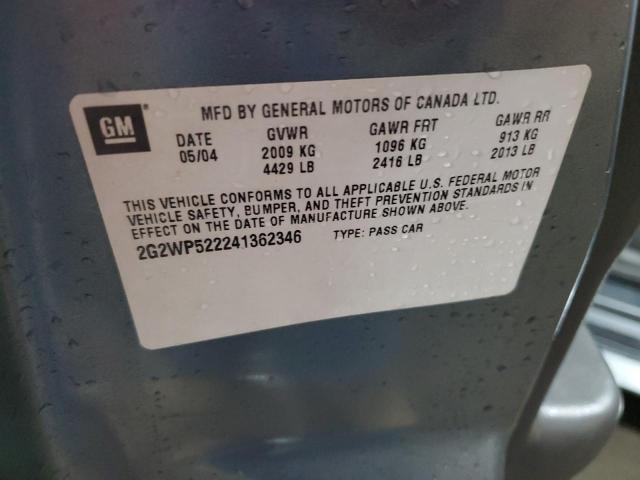 GM
MFD BY GENERAL MOTORS OF CANADA LTD.
DATE GVWR GAWR FRT GAWR RR
05/04 2009 KG 1096 KG 913 KG
4429 LB 2416 LB 2013 LB
THIS VEHICLE CONFORMS TO ALL APPLICABLE U.S. FEDERAL MOTOR
VEHICLE SAFETY, BUMPER, AND THEFT PREVENTION STANDARDS IN
EFFECT ON THE DATE OF MANUFACTURE SHOWN ABOVE.
2G2WP522241362346 TYPE: PASS CAR